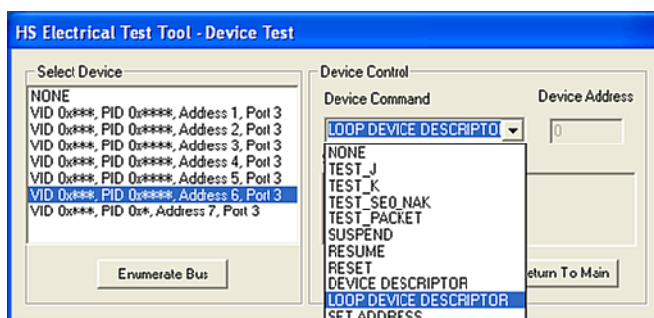 HS Electrical Test Tool - Device Test
Select Device
NONE
VID 0x***, PID 0x****, Address 1, Port 3
VID 0x***, PID 0x****, Address 2, Port 3
VID 0x***, PID 0x****, Address 3, Port 3
VID 0x***, PID 0x****, Address 4, Port 3
VID 0x***, PID 0x****, Address 5, Port 3
VID 0x***, PID 0x****, Address 6, Port 3
VID 0x***, PID 0x*, Address 7, Port 3
Enumerate Bus
Device Control
Device Command
Device Address
LOOP DEVICE DESCRIPTO
0
NONE
TEST_J
TEST_K
TEST_SE0_NAK
TEST_PACKET
SUSPEND
RESUME
RESET
DEVICE DESCRIPTOR
LOOP DEVICE DESCRIPTOR
SET ADDRESS
eturn To Main